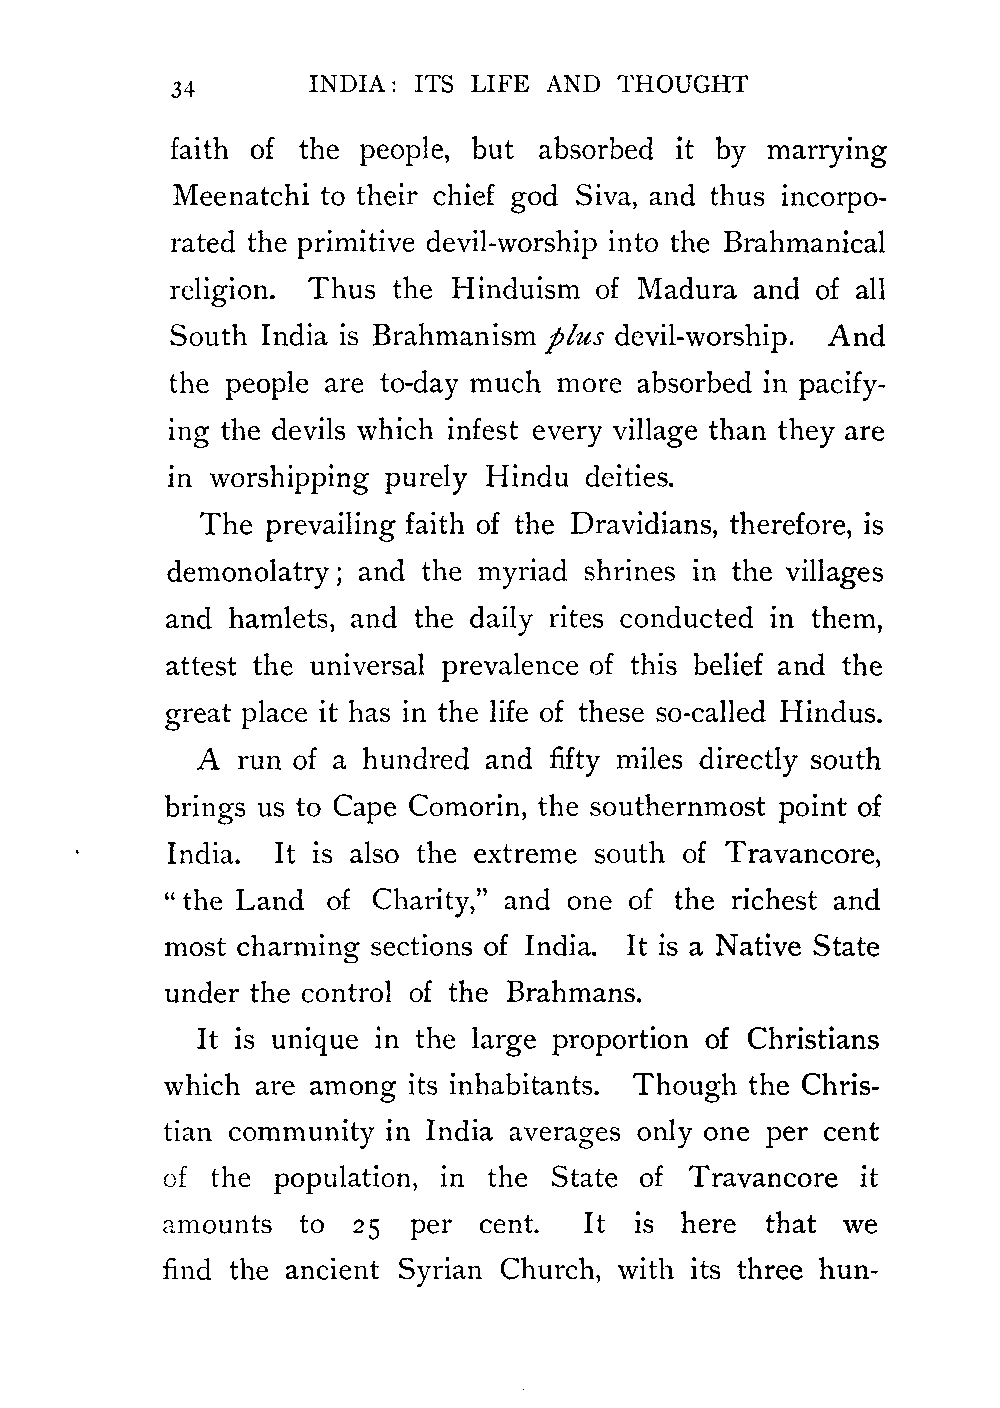 34 INDIA: ITS LIFE AND THOUGHT
faith of the people, but absorbed it by marrying
Meenatchi to their chief god Siva, and thus incorpo-
rated the primitive devil-worship into the Brahmanical
religion. Thus the Hinduism of Madura and of all
South India is Brahmanism plus devil-worship. And
the people are to-day much more absorbed in pacify-
ing the devils which infest every village than they are
in worshipping purely Hindu deities.
The prevailing faith of the Dravidians, therefore, is
demonolatry; and the myriad shrines in the villages
and hamlets, and the daily rites conducted in them,
attest the universal prevalence of this belief and the
great place it has in the life of these so-called Hindus.
A run of a hundred and fifty miles directly south
brings us to Cape Comorin, the southernmost point of
India. It is also the extreme south of Travancore,
“the Land of Charity,” and one of the richest and
most charming sections of India. It is a Native State
under the control of the Brahmans.
It is unique in the large proportion of Christians
which are among its inhabitants. Though the Chris-
tian community in India averages only one per cent
of the population, in the State of Travancore it
amounts to 25 per cent. It is here that we
find the ancient Syrian Church, with its three hun-